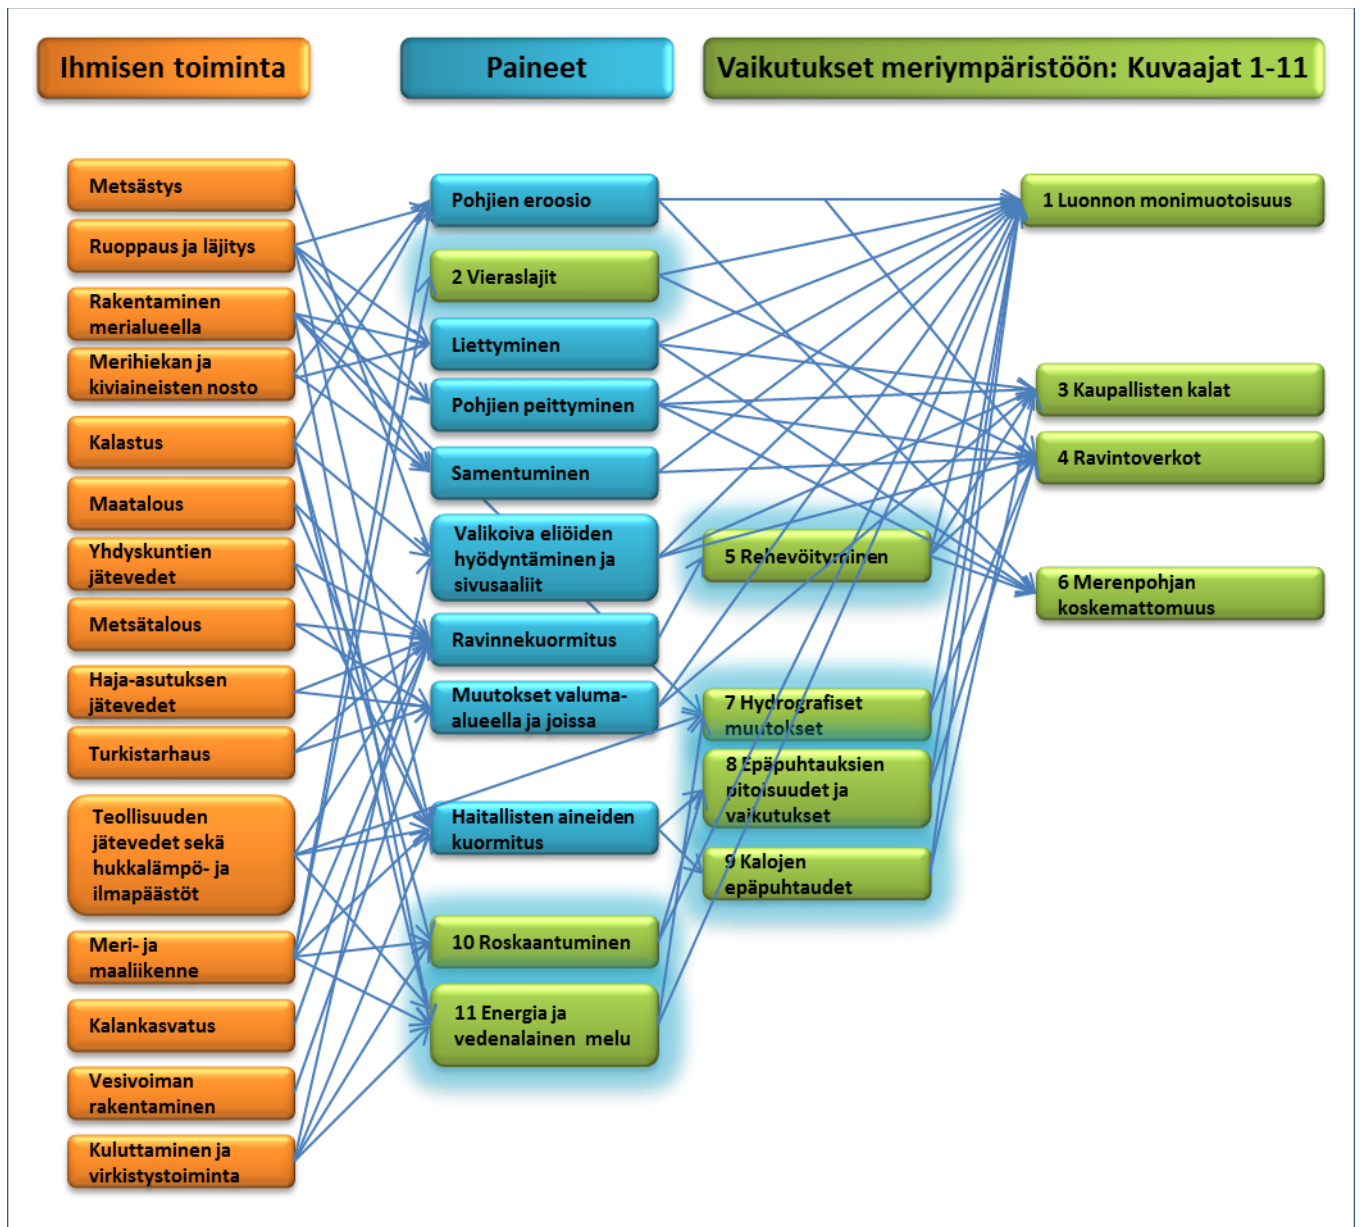 Ihmisen toiminta
Paineet
Vaikutukset meriympäristöön: Kuvaajat 1-11
Metsästys
Ruoppaus ja läjitys
Rakentaminen
merialueella
Merihiekan ja
kiviaineisten nosto
Kalastus
Maatalous
Yhdyskuntien
jätevedet
Metsätalous
Haja-asutuksen
jätevedet
Turkistarhaus
Teollisuuden
jätevedet sekä
hukkalämpö- ja
ilmapäästöt
Meri- ja
maaliikenne
Kalankasvatus
Vesivoiman
rakentaminen
Kuluttaminen ja
virkistystoiminta
Pohjien eroosio
2 Vieraslajit
Liettyminen
Pohjien peittyminen
Samentuminen
Valikoiva eliöiden
hyödyntäminen ja
sivusaaliit
Ravinnekuormitus
Muutokset valuma-
alueella ja joissa
Haitallisten aineiden
kuormitus
10 Roskaantuminen
11 Energia ja
vedenalainen melu
5 Rehevöityminen
7 Hydrografiset
muutokset
8 Epäpuhtauksien
pitoisuudet ja
vaikutukset
9 Kalojen
epäpuhtaudet
1 Luonnon monimuotoisuus
3 Kaupallisten kalat
4 Ravintoverkot
6 Merenpohjan
koskemattomuus